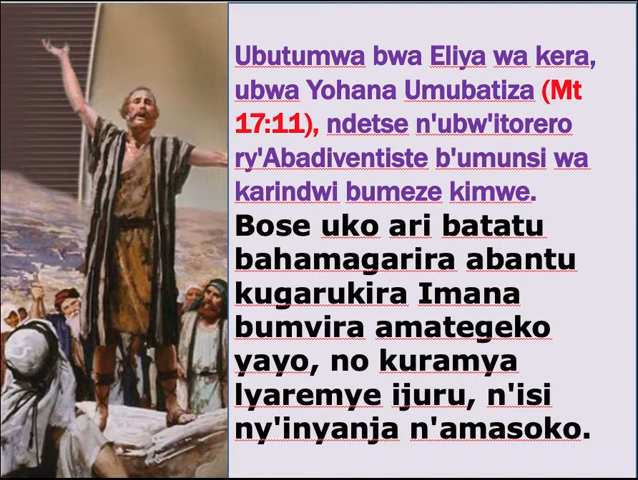 Ubutumwa bwa Eliya wa kera,
ubwa Yohana Umubatiza (Mt
17:11), ndetse n'ubw'itorero
ry'Abadiventiste b'umunsi wa
karindwi bumeze kimwe.
Bose uko ari batatu
bahamagarira abantu
kugarukira Imana
bumvira amategeko
yayo, no kuramya
Iyaremye ijuru, n'isi
ny'inyanja n'amasoko.